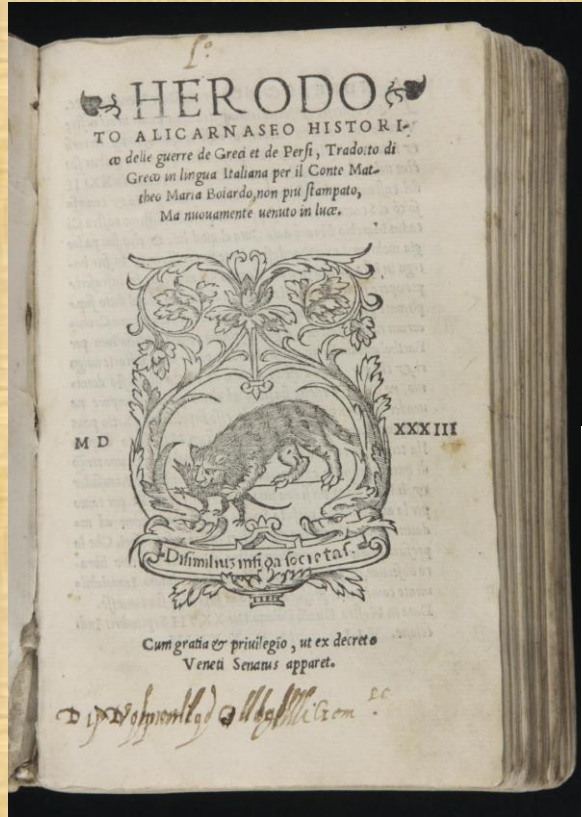 HERODO
TO ALICARNASEO HISTORI-
co delle guerre de Greci et de Persi, Tradotto di
Greco in lingua Italiana per il Conte Mat-
theo Maria Boiardo, non piu stampato,
Ma nuouamente uenuto in luce.
M D XXXIII
Disimilium infida societas.
Cum gratia & priuilegio, ut ex decreto
Veneti Senatus apparet.